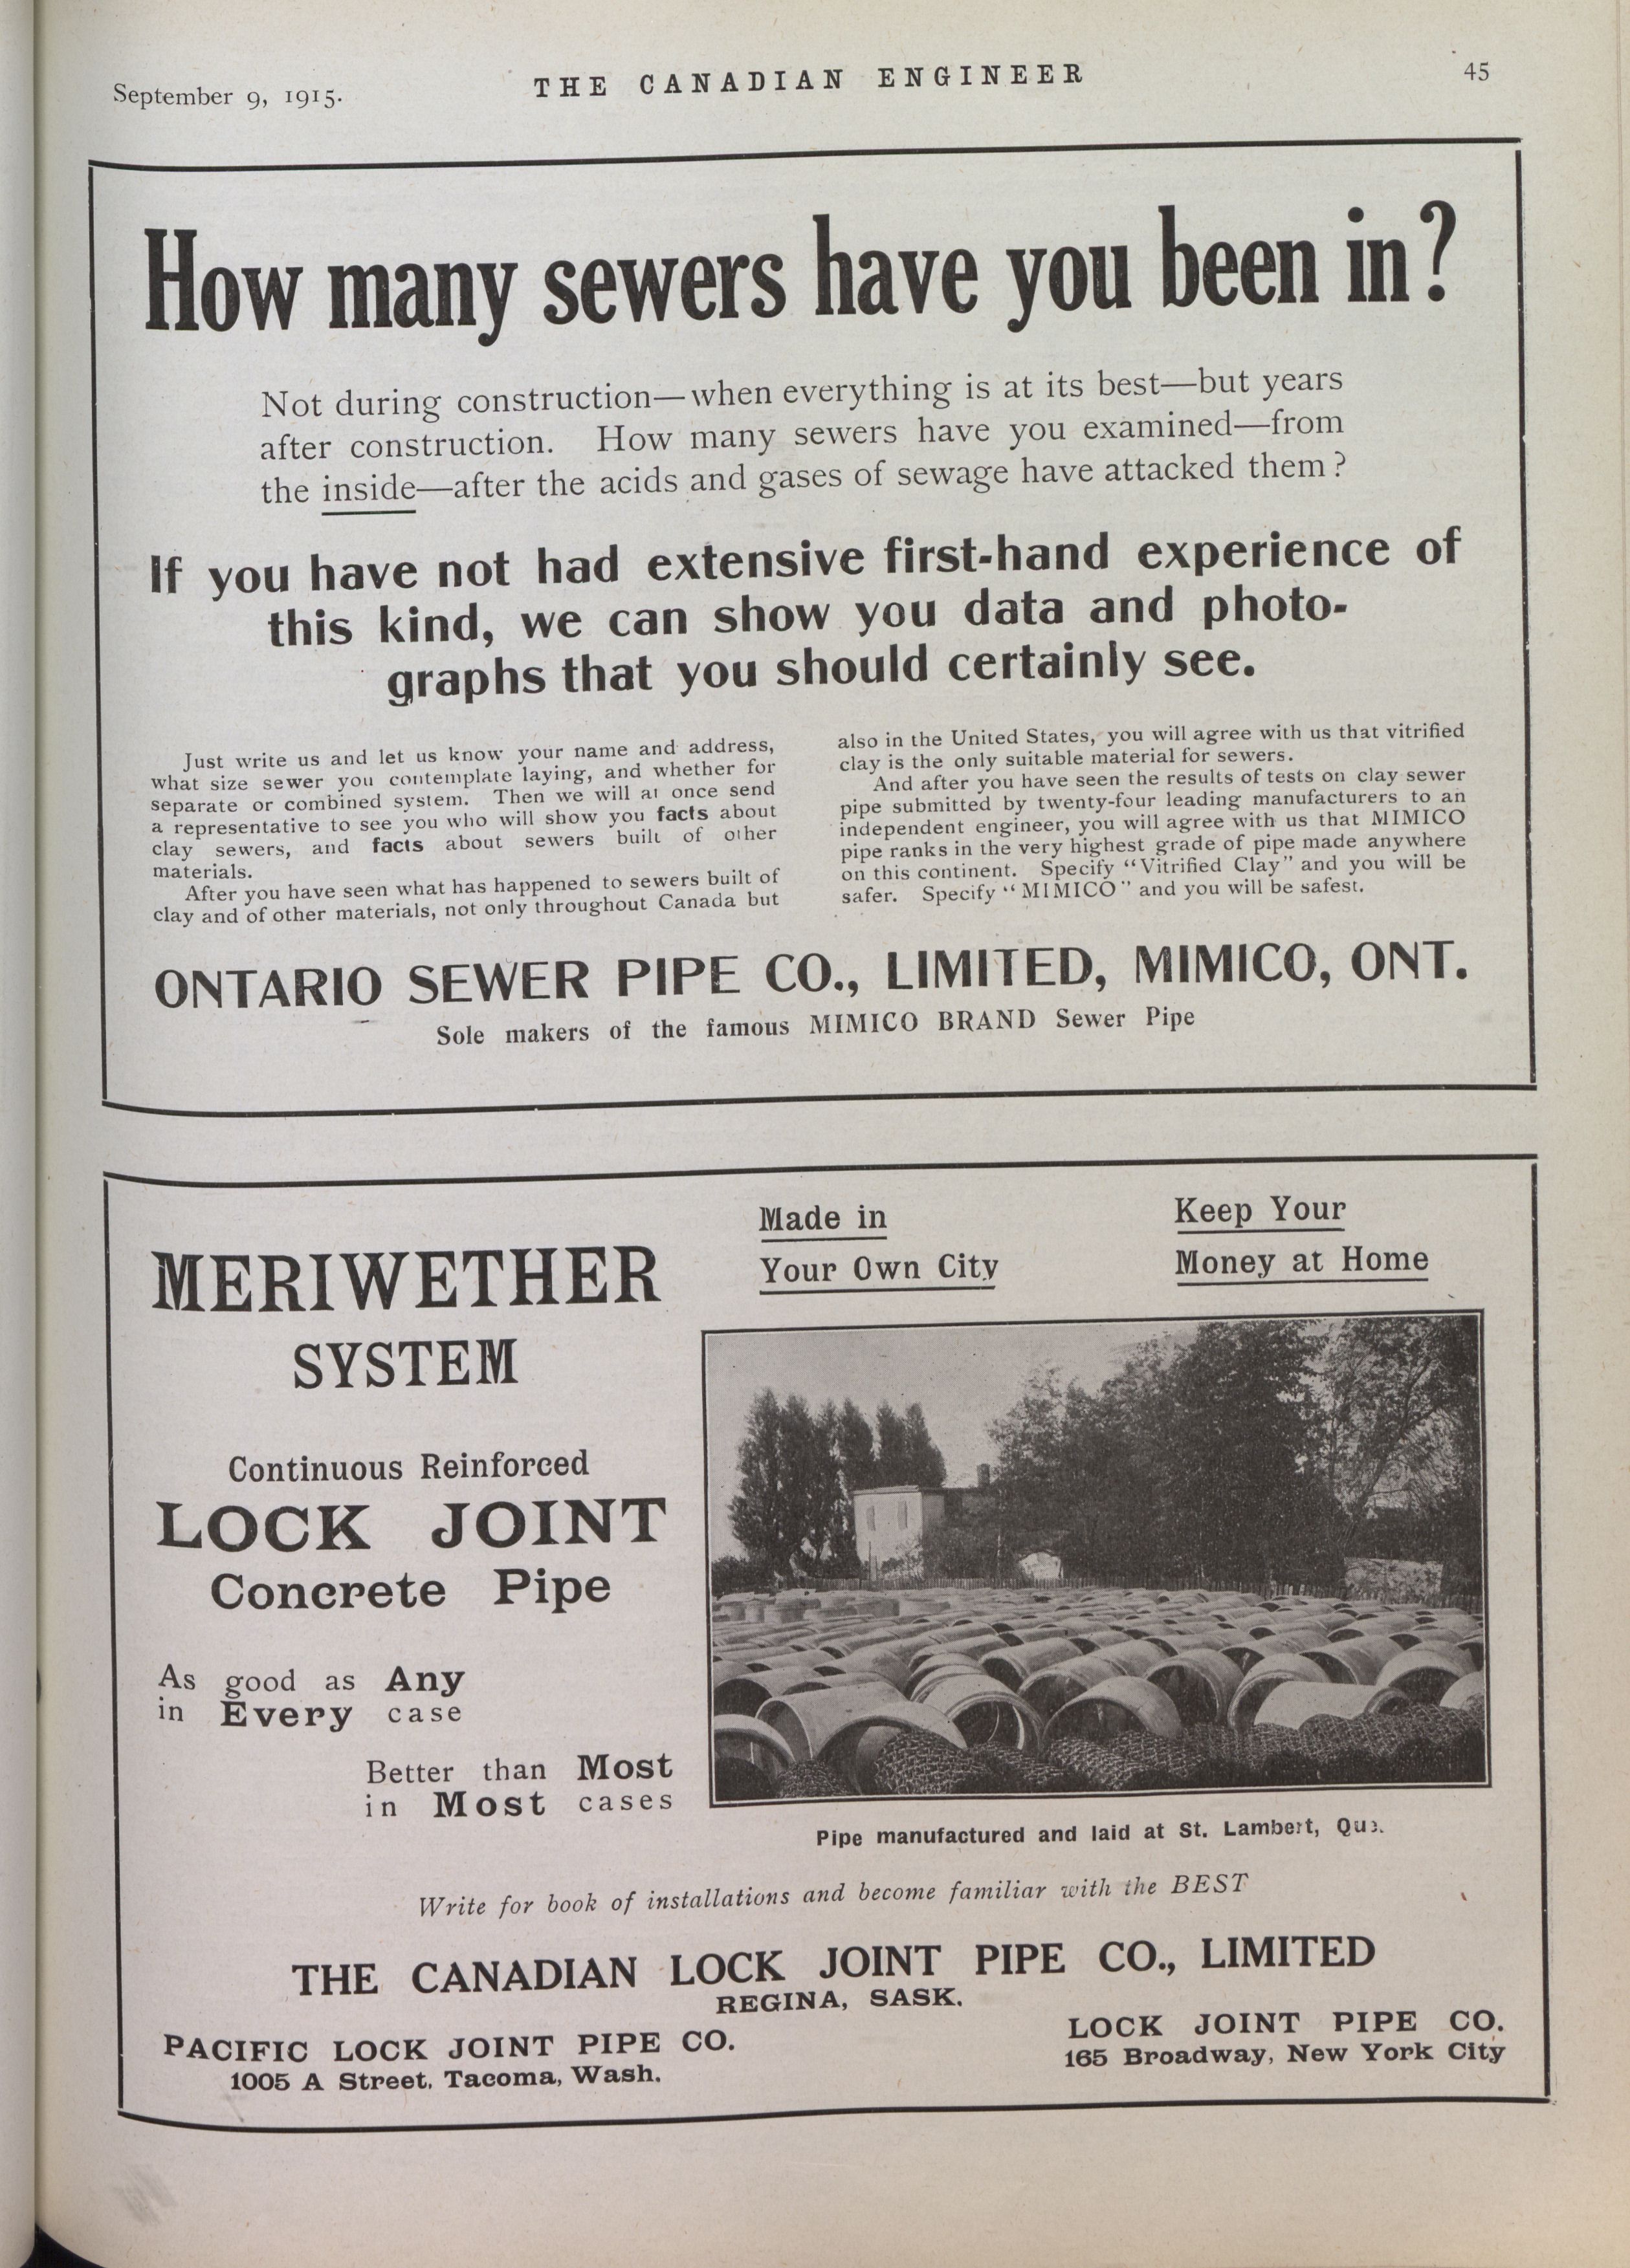 September 9, 1915.
THE CANADIAN ENGINEER
45
How many sewers have you been in?
Not during construction—when everything is at its best—but years
after construction. How many sewers have you examined—from
the inside—after the acids and gases of sewage have attacked them?
If you have not had extensive first-hand experience of
this kind, we can show you data and photo-
graphs that you should certainly see.
Just write us and let us know your name and address,
what size sewer you contemplate laying, and whether for
separate or combined system. Then we will at once send
a representative to see you who will show you facts about
clay sewers, and facts about sewers built of other
materials.
After you have seen what has happened to sewers built of
clay and of other materials, not only throughout Canada but
also in the United States, you will agree with us that vitrified
clay is the only suitable material for sewers.
And after you have seen the results of tests on clay sewer
pipe submitted by twenty-four leading manufacturers to an
independent engineer, you will agree with us that MIMICO
pipe ranks in the very highest grade of pipe made anywhere
on this continent. Specify "Vitrified Clay" and you will be
safer. Specify "MIMICO" and you will be safest.
ONTARIO SEWER PIPE CO., LIMITED, MIMICO, ONT.
Sole makers of the famous MIMICO BRAND Sewer Pipe
MERIWETHER
SYSTEM
Continuous Reinforced
LOCK JOINT
Concrete Pipe
As good as Any
in Every case
Better than Most
in Most cases
Made in
Your Own City
Keep Your
Money at Home
Pipe manufactured and laid at St. Lambert, Que.
Write for book of installations and become familiar with the BEST
THE CANADIAN LOCK JOINT PIPE CO., LIMITED
REGINA, SASK.
PACIFIC LOCK JOINT PIPE CO.
1005 A Street, Tacoma, Wash.
LOCK JOINT PIPE CO.
165 Broadway, New York City